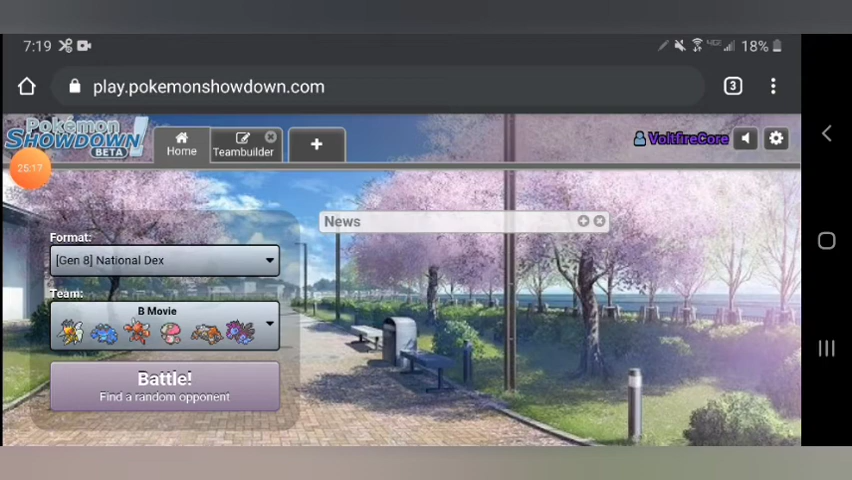 7:19
18%
play.pokemonshowdown.com
3
Pokémon
SHOWDOWN!
BETA
Home
Teambuilder
+
VoltfireCore
25:17
News
Format:
[Gen 8] National Dex
Team:
B Movie
Battle!
Find a random opponent